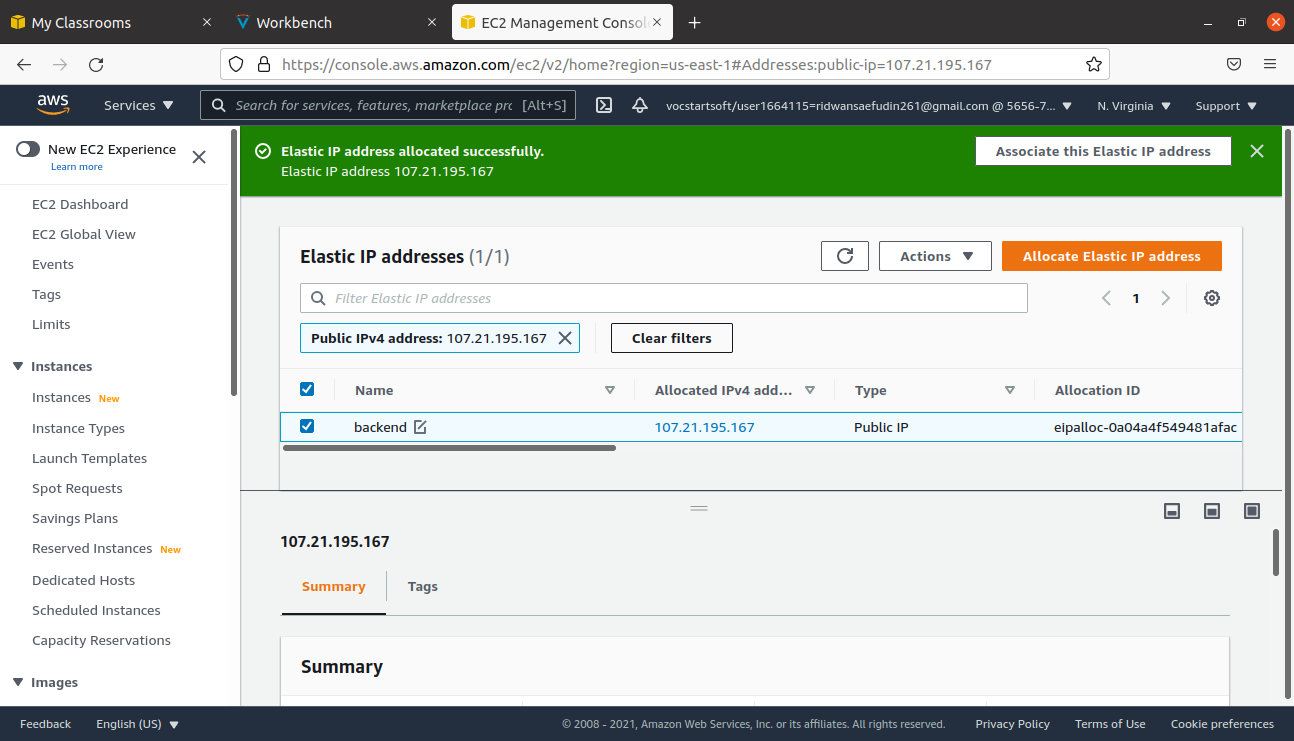 My Classrooms
Workbench
EC2 Management Consol
https://console.aws.amazon.com/ec2/v2/home?region=us-east-1#Addresses:public-ip=107.21.195.167
aws
Services
Search for services, features, marketplace prc
[Alt+S]
vocstartsoft/user1664115=ridwansaefudin261@gmail.com @ 5656-7...
N. Virginia
Support
New EC2 Experience
Learn more
EC2 Dashboard
EC2 Global View
Events
Tags
Limits
Instances
Instances New
Instance Types
Launch Templates
Spot Requests
Savings Plans
Reserved Instances New
Dedicated Hosts
Scheduled Instances
Capacity Reservations
Images
Elastic IP address allocated successfully.
Elastic IP address 107.21.195.167
Associate this Elastic IP address
Elastic IP addresses (1/1)
Actions
Allocate Elastic IP address
Filter Elastic IP addresses
1
Public IPv4 address: 107.21.195.167
Clear filters
Name Allocated IPv4 add... Type Allocation ID
backend 107.21.195.167 Public IP eipalloc-0a04a4f549481afac
107.21.195.167
Summary
Tags
Summary
Feedback
English (US)
© 2008 - 2021, Amazon Web Services, Inc. or its affiliates. All rights reserved.
Privacy Policy
Terms of Use
Cookie preferences